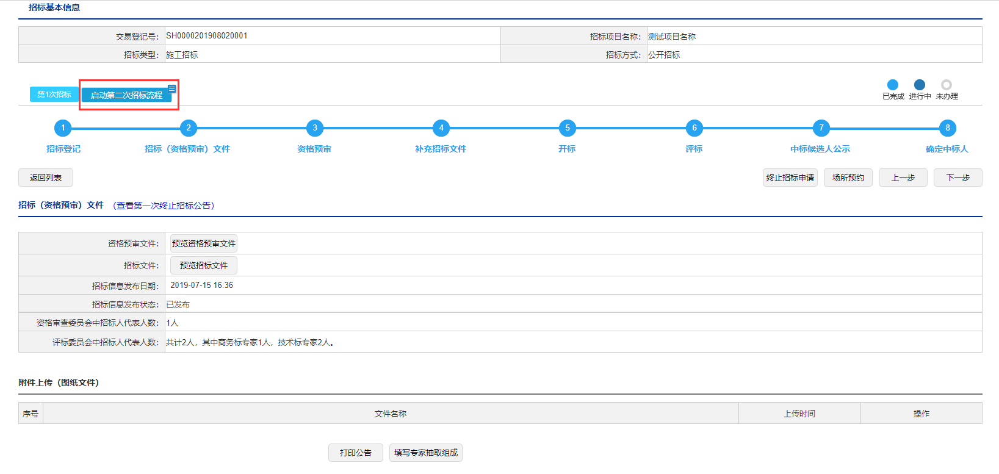 招标基本信息
交易登记号： SH0000201908020001 招标项目名称： 测试项目名称
招标类型： 施工招标 招标方式： 公开招标
第1次招标 启动第二次招标流程
已完成 进行中 未办理
1 2 3 4 5 6 7 8
招标登记 招标（资格预审）文件 资格预审 补充招标文件 开标 评标 中标候选人公示 确定中标人
返回列表 终止招标申请 场所预约 上一步 下一步
招标（资格预审）文件 （查看第一次终止招标公告）
资格预审文件： 预览资格预审文件
招标文件： 预览招标文件
招标信息发布日期： 2019-07-15 16:36
招标信息发布状态： 已发布
资格审查委员会中招标人代表人数： 1人
评标委员会中招标人代表人数： 共计2人，其中商务标专家1人，技术标专家2人。
附件上传（图纸文件）
序号 文件名称 上传时间 操作
打印公告 填写专家抽取组成